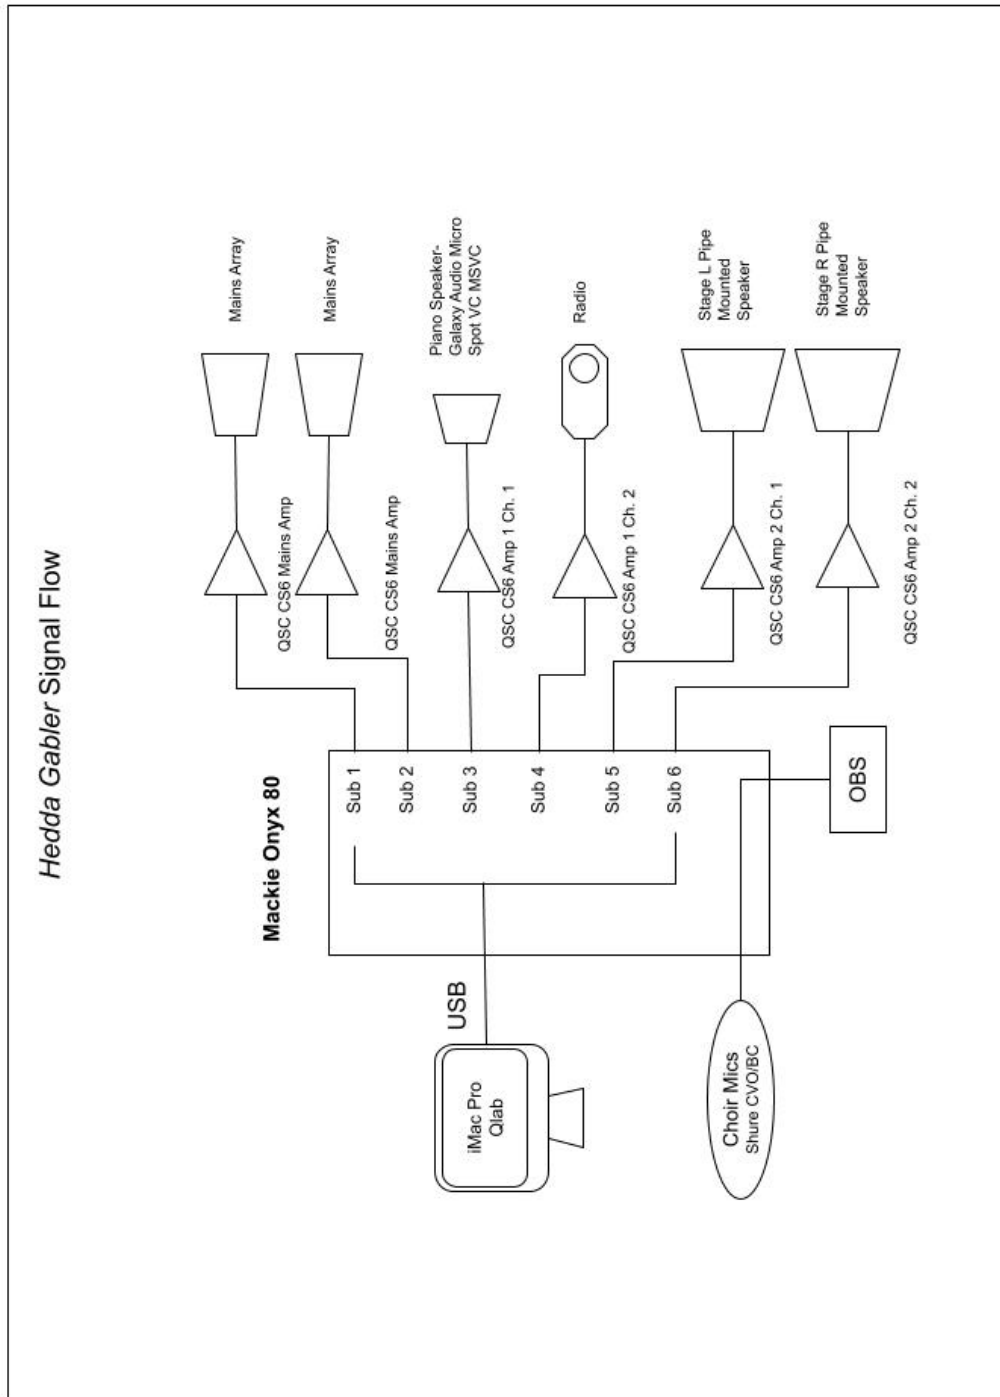 Hedda Gabler Signal Flow
Mackie Onyx 80
USB
iMac Pro
Qlab
Choir Mics
Shure CVO/BC
Sub 1
Sub 2
Sub 3
Sub 4
Sub 5
Sub 6
OBS
QSC CS6 Mains Amp
QSC CS6 Mains Amp
QSC CS6 Amp 1 Ch. 1
QSC CS6 Amp 1 Ch. 2
QSC CS6 Amp 2 Ch. 1
QSC CS6 Amp 2 Ch. 2
Mains Array
Mains Array
Piano Speaker-
Galaxy Audio Micro
Spot VC MSVC
Radio
Stage L Pipe
Mounted
Speaker
Stage R Pipe
Mounted
Speaker